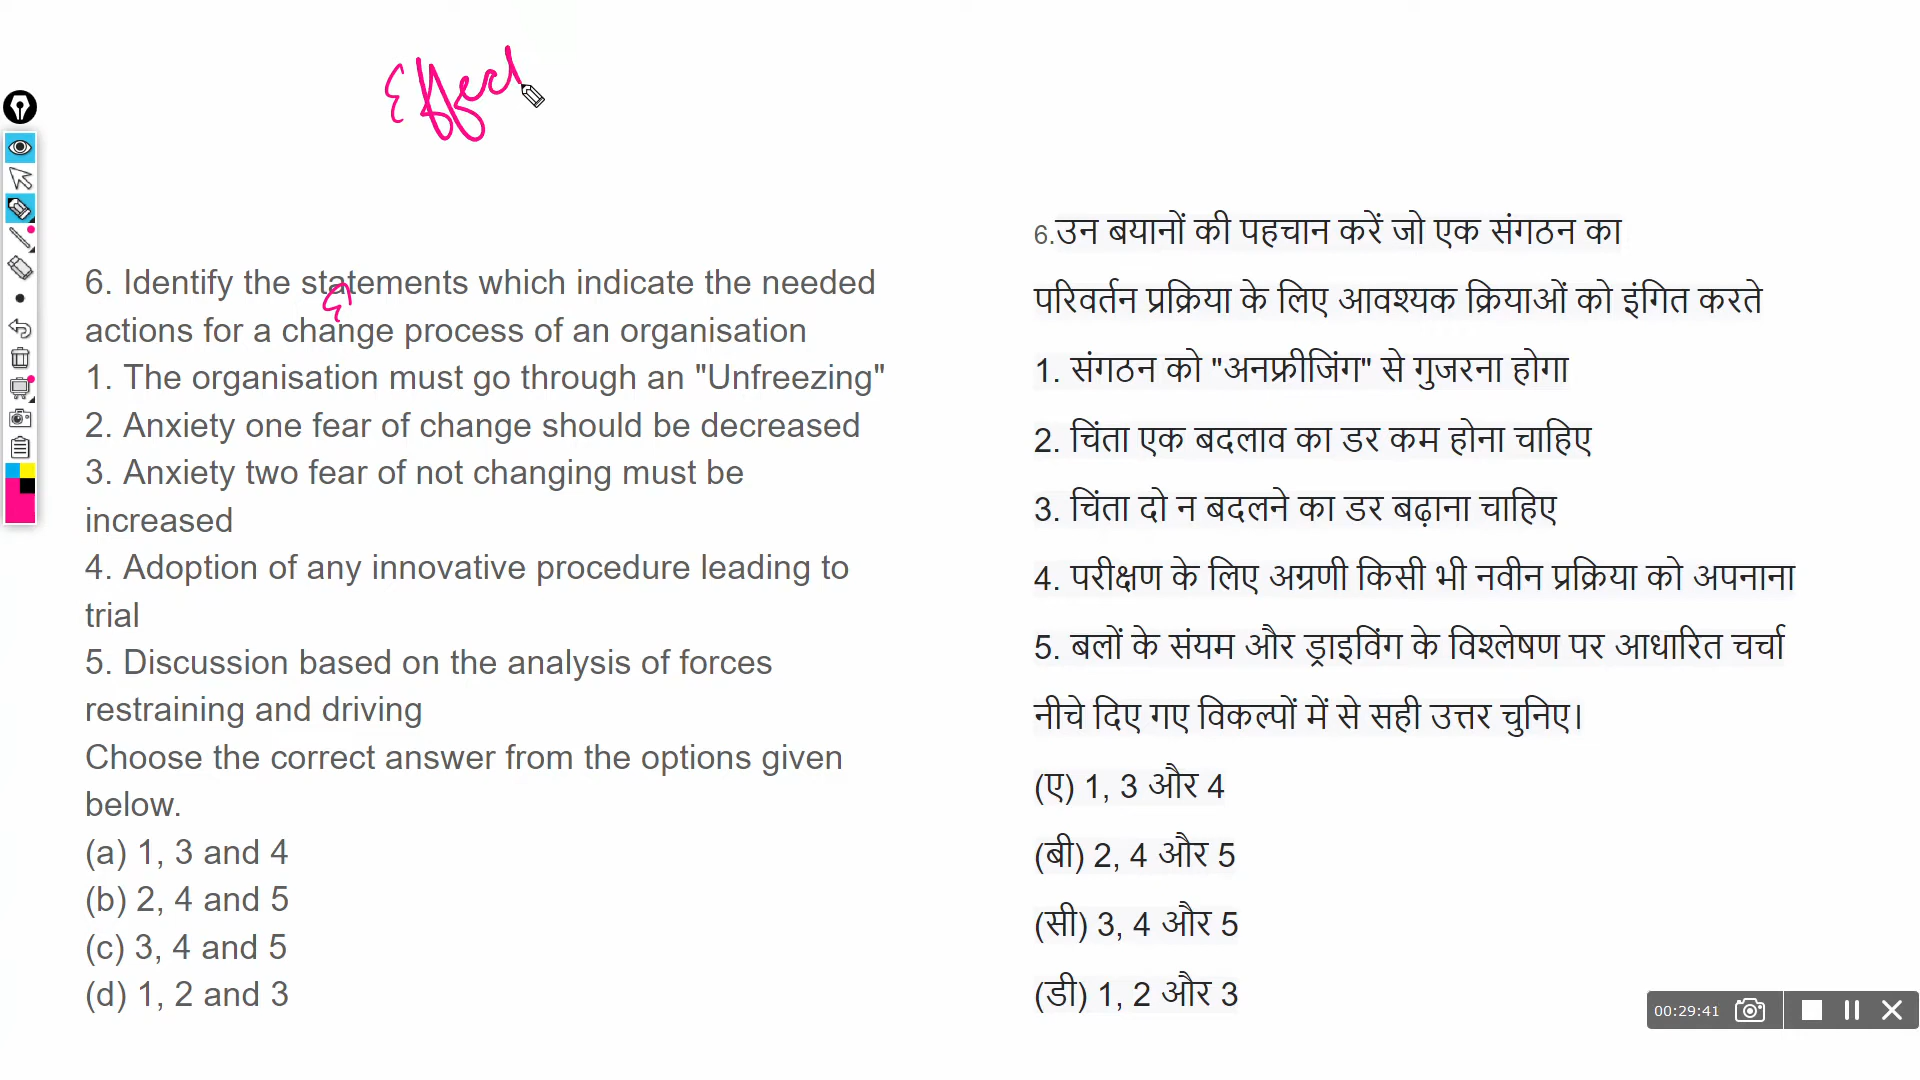 Effect
6. Identify the statements which indicate the needed
actions for a change process of an organisation
1. The organisation must go through an "Unfreezing"
2. Anxiety one fear of change should be decreased
3. Anxiety two fear of not changing must be
increased
4. Adoption of any innovative procedure leading to
trial
5. Discussion based on the analysis of forces
restraining and driving
Choose the correct answer from the options given
below.
(a) 1, 3 and 4
(b) 2, 4 and 5
(c) 3, 4 and 5
(d) 1, 2 and 3
6.उन बयानों की पहचान करें जो एक संगठन का
परिवर्तन प्रक्रिया के लिए आवश्यक क्रियाओं को इंगित करते
1. संगठन को "अनफ्रीजिंग" से गुजरना होगा
2. चिंता एक बदलाव का डर कम होना चाहिए
3. चिंता दो न बदलने का डर बढ़ाना चाहिए
4. परीक्षण के लिए अग्रणी किसी भी नवीन प्रक्रिया को अपनाना
5. बलों के संयम और ड्राइविंग के विश्लेषण पर आधारित चर्चा
नीचे दिए गए विकल्पों में से सही उत्तर चुनिए।
(ए) 1, 3 और 4
(बी) 2, 4 और 5
(सी) 3, 4 और 5
(डी) 1, 2 और 3
00:29:41